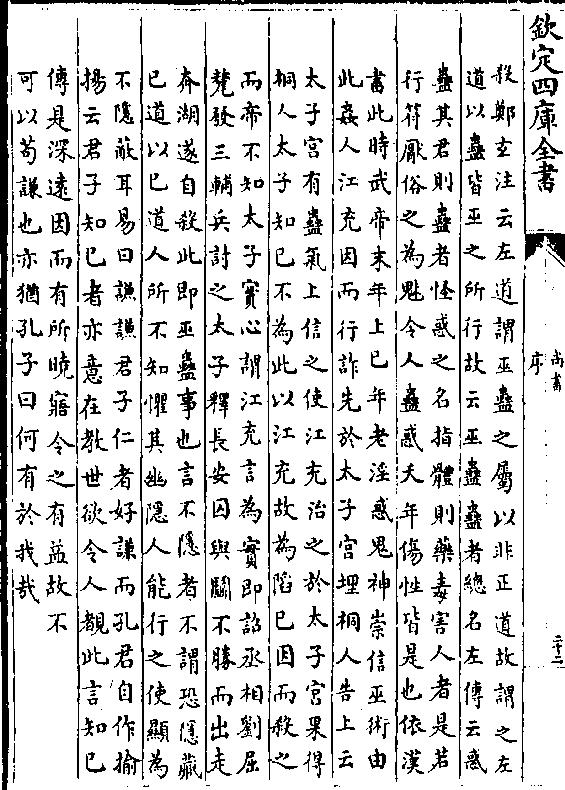 欽定四庫全書
尚書
序
二十二
殺鄭玄注云左道謂巫蠱之屬以非正道故謂之左
道以蠱皆巫之所行故云巫蠱蠱者總名左傳云惑
蠱其君則蠱者怪惑之名指體則藥毒害人者是若
行符厭俗之為魅令人蠱惑夭年傷性皆是也依漢
書此時武帝末年上已年老淫惑鬼神崇信巫術由
此姦人江充因而行詐先於太子宮埋桐人告上云
太子宮有蠱氣上信之使江充治之於太子宮果得
桐人太子知已不為此以江充故為陷已因而殺之
而帝不知太子實心謂江充言為實即詔丞相劉屈
氂發三輔兵討之太子釋長安囚與鬭不勝而出走
奔湖遂自殺此即巫蠱事也言不隱者不謂恐隱藏
已道以已道人所不知懼其幽隱人能行之使顯為
不隱蔽耳易曰謙謙君子仁者好謙而孔君自作揄
揚云君子知已者亦意在教世欲令人覩此言知已
傳是深遠因而有所曉寤令之有益故不
可以苟謙也亦猶孔子曰何有於我哉